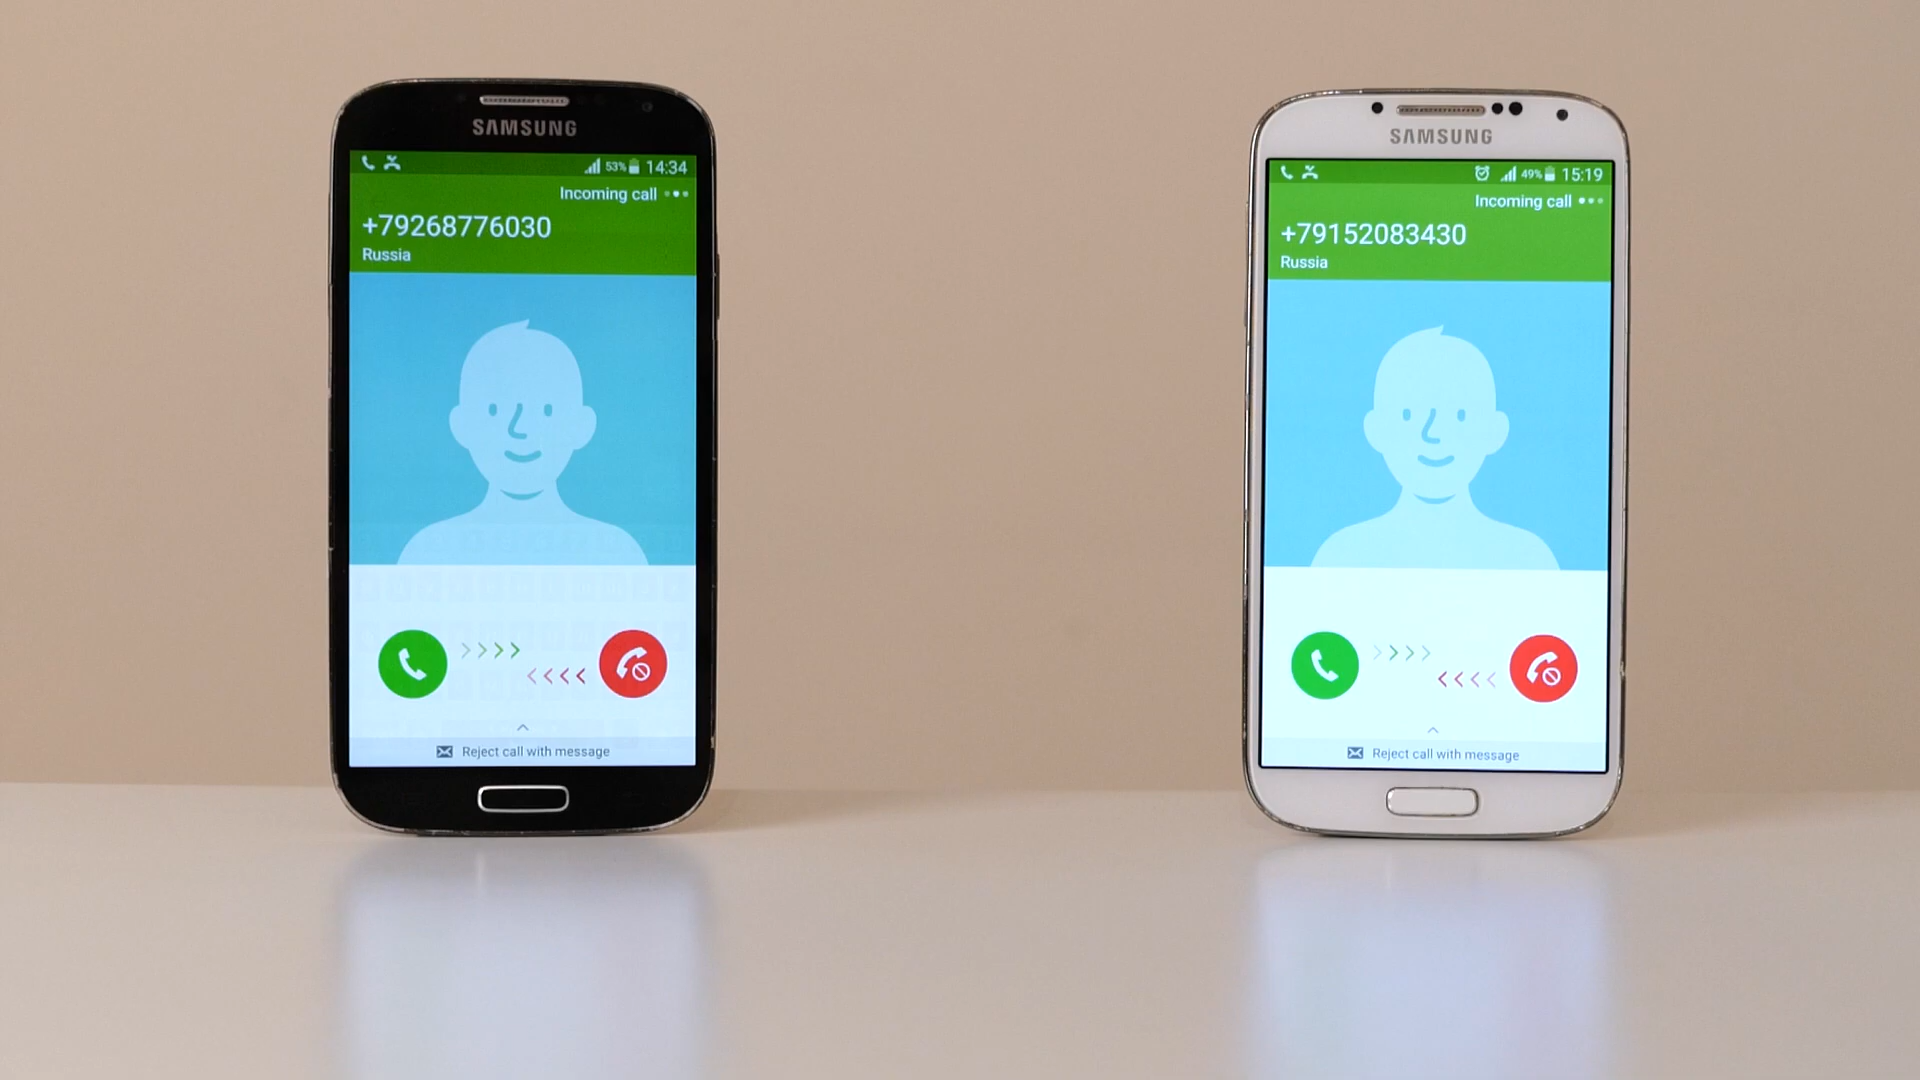 SAMSUNG
53% 14:34
Incoming call
+79268776030
Russia
Reject call with message
SAMSUNG
49% 15:19
Incoming call
+79152083430
Russia
Reject call with message